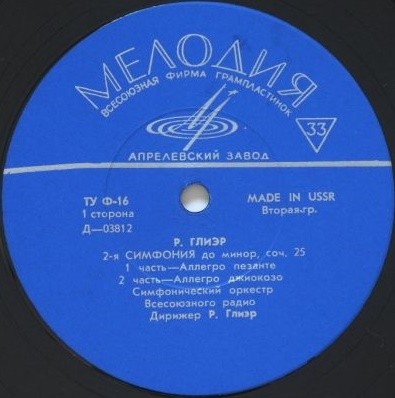 МЕЛОДИЯ
ВСЕСОЮЗНАЯ ФИРМА ГРАМПЛАСТИНОК
33
АПРЕЛЕВСКИЙ ЗАВОД
ТУ Ф-16
MADE IN USSR
1 сторона
Вторая-гр.
Д—03812
Р. ГЛИЭР
2-я СИМФОНИЯ до минор, соч. 25
1 часть—Аллегро пезанте
2 часть—Аллегро джиокозо
Симфонический оркестр
Всесоюзного радио
Дирижер Р. Глиэр